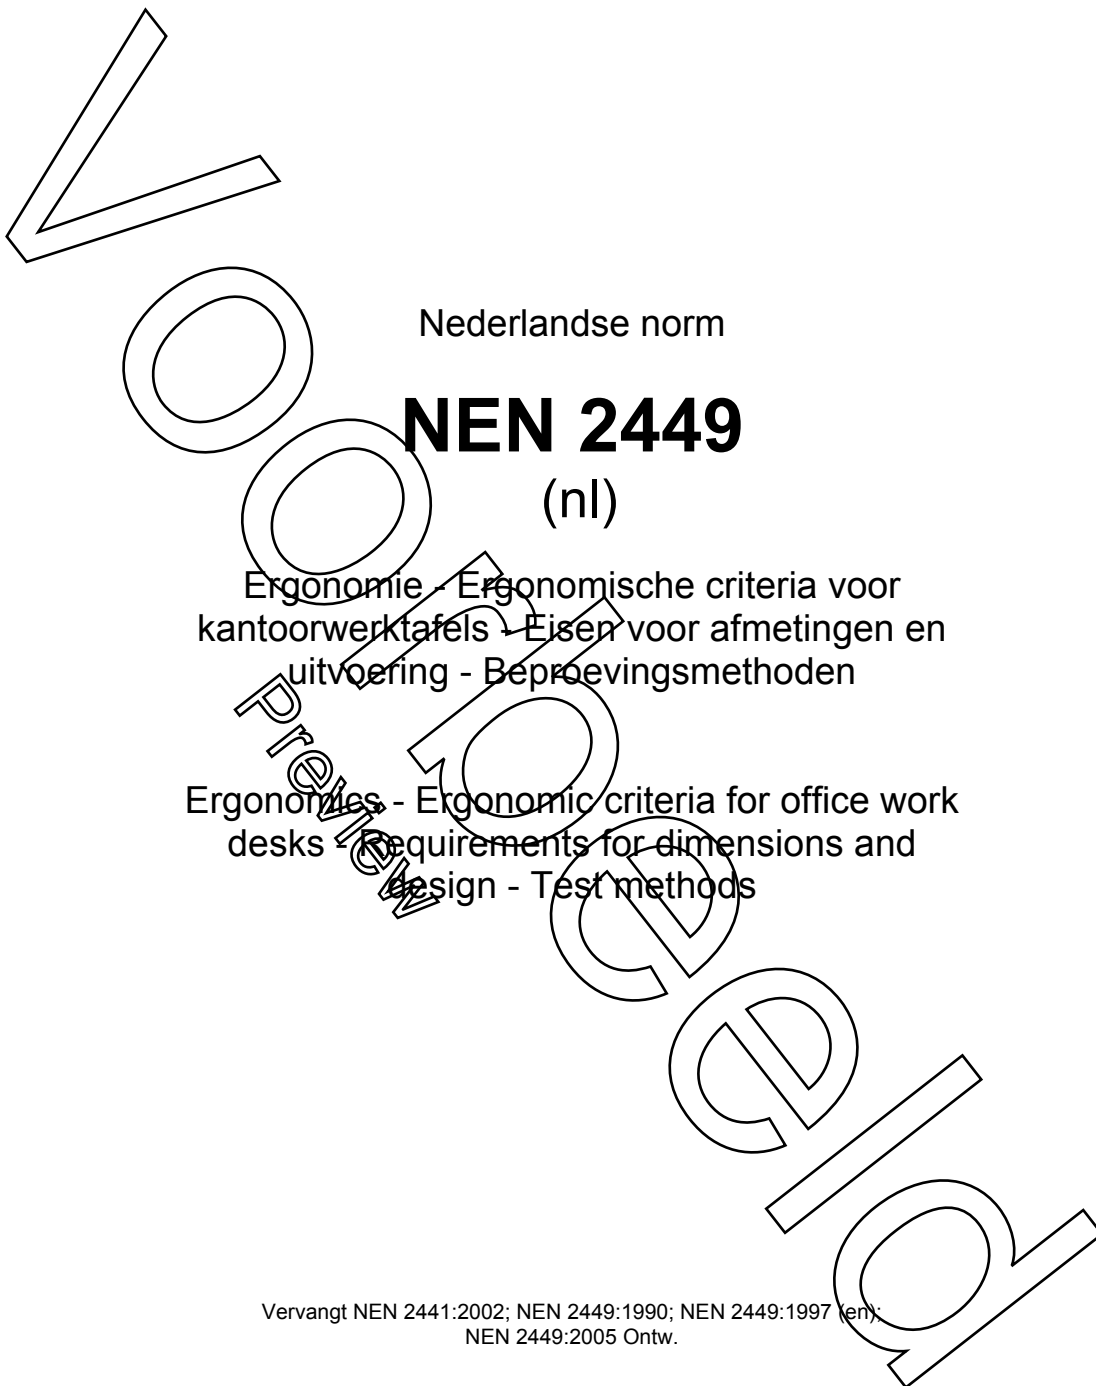 Nederlandse norm
NEN 2449
(nl)
Ergonomie - Ergonomische criteria voor
kantoorwerktafels - Eisen voor afmetingen en
uitvoering - Beproevingsmethoden
Ergonomics - Ergonomic criteria for office work
desks - Requirements for dimensions and
design - Test methods
Vervangt NEN 2441:2002; NEN 2449:1990; NEN 2449:1997 (en);
NEN 2449:2005 Ontw.
Voorbeeld
Preview